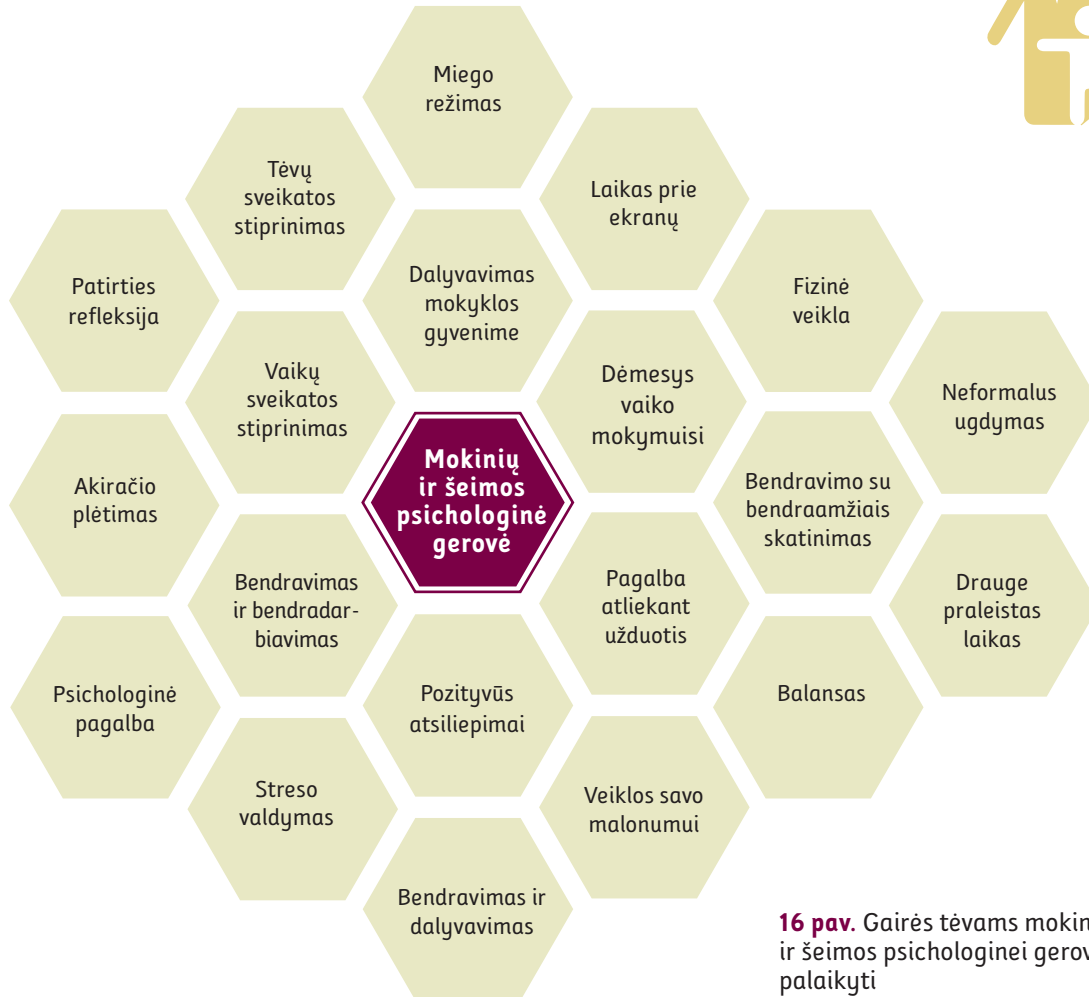 Miego
režimas
Tėvų
sveikatos
stiprinimas
Laikas prie
ekranų
Patirties
refleksija
Dalyvavimas
mokyklos
gyvenime
Fizinė
veikla
Vaikų
sveikatos
stiprinimas
Dėmesys
vaiko
mokymuisi
Neformalus
ugdymas
Akiračio
plėtimas
Mokinių
ir šeimos
psichologinė
gerovė
Bendravimo su
bendraamžiais
skatinimas
Bendravimas
ir bendradar-
biavimas
Pagalba
atliekant
užduotis
Drauge
praleistas
laikas
Psichologinė
pagalba
Pozityvūs
atsiliepimai
Balansas
Streso
valdymas
Veiklos savo
malonumui
Bendravimas ir
dalyvavimas
16 pav. Gairės tėvams
ir šeimos psichologinei
palaikyti